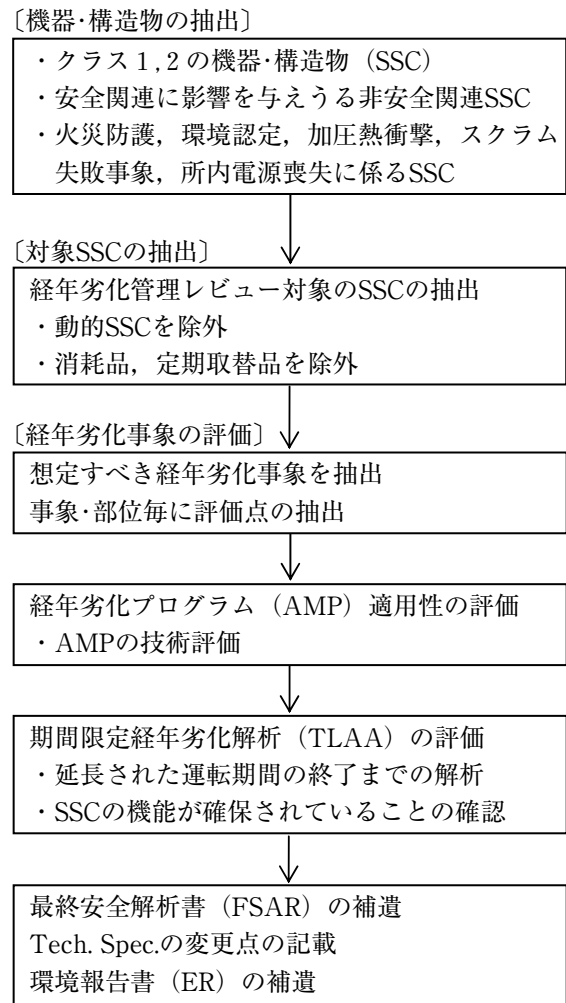 〔機器･構造物の抽出〕
・クラス１,２の機器･構造物（SSC）
・安全関連に影響を与えうる非安全関連SSC
・火災防護，環境認定，加圧熱衝撃，スクラム
失敗事象，所内電源喪失に係るSSC
〔対象SSCの抽出〕
経年劣化管理レビュー対象のSSCの抽出
・動的SSCを除外
・消耗品，定期取替品を除外
〔経年劣化事象の評価〕
想定すべき経年劣化事象を抽出
事象･部位毎に評価点の抽出
経年劣化プログラム（AMP）適用性の評価
・AMPの技術評価
期間限定経年劣化解析（TLAA）の評価
・延長された運転期間の終了までの解析
・SSCの機能が確保されていることの確認
最終安全解析書（FSAR）の補遺
Tech. Spec.の変更点の記載
環境報告書（ER）の補遺